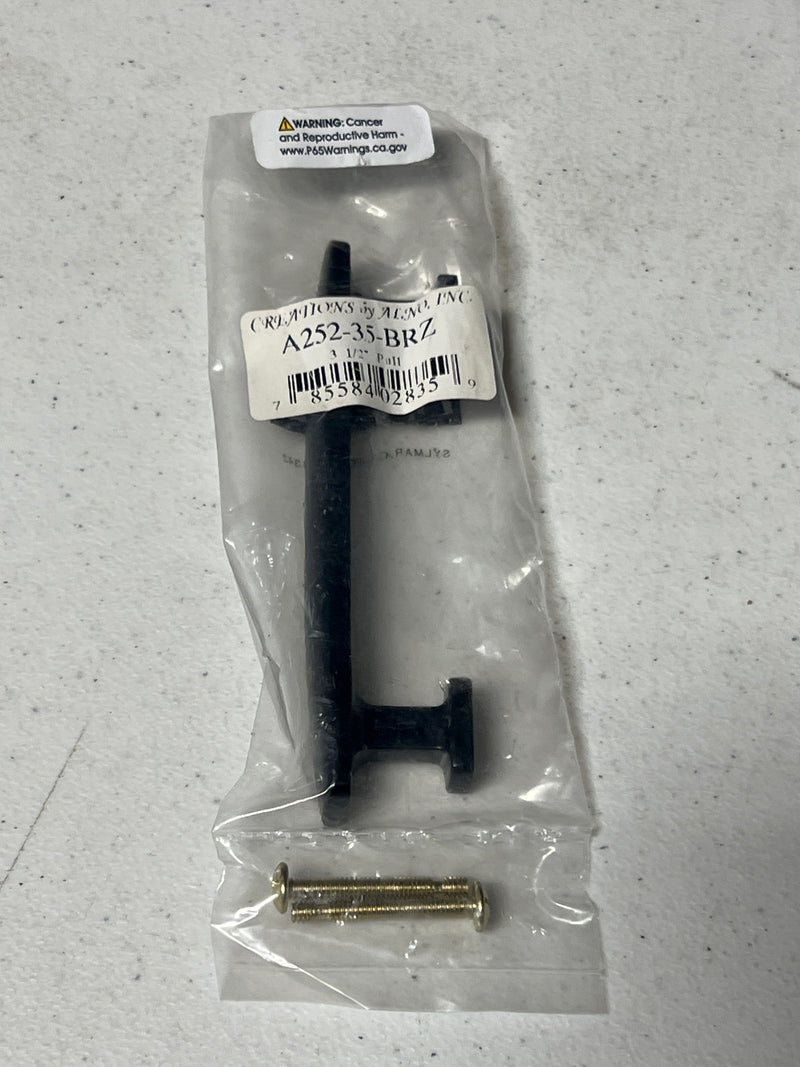 WARNING: Cancer
and Reproductive Harm -
www.P65Warnings.ca.gov
CREATIONS by ALNO, INC.
A252-35-BRZ
3 1/2" Pull
7 85584 02835 9
SYLMAR